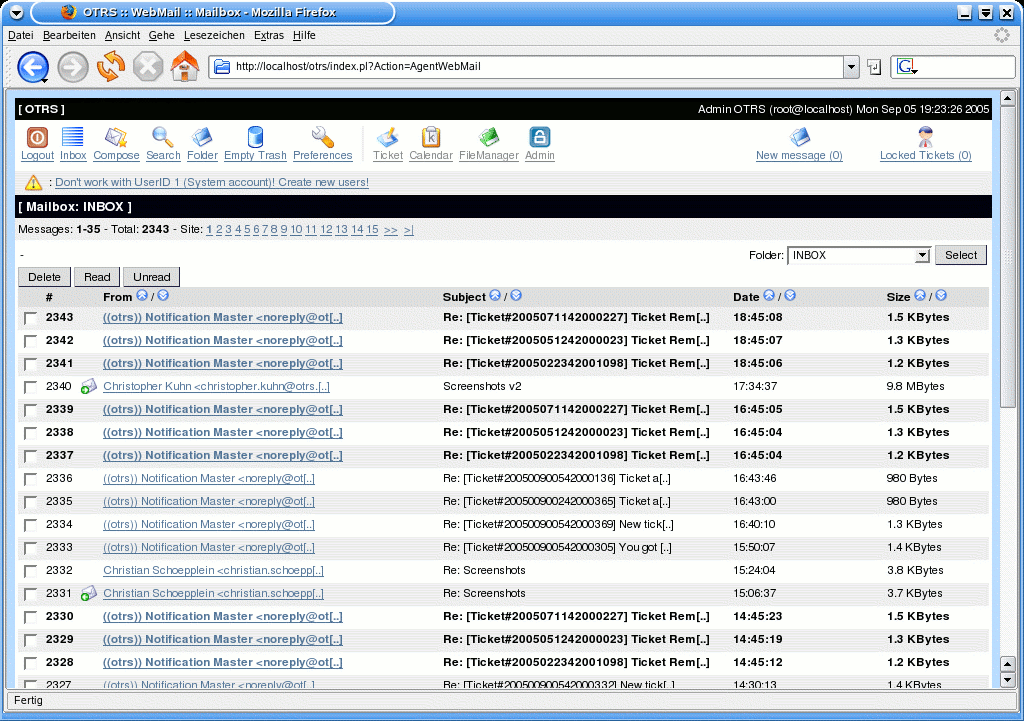 OTRS :: WebMail :: Mailbox - Mozilla Firefox
Datei Bearbeiten Ansicht Gehe Lesezeichen Extras Hilfe
http://localhost/otrs/index.pl?Action=AgentWebMail G
[ OTRS ] Admin OTRS (root@localhost) Mon Sep 05 19:23:26 2005
Logout Inbox Compose Search Folder Empty Trash Preferences Ticket Calendar FileManager Admin New message (0) Locked Tickets (0)
: Don't work with UserID 1 (System account)! Create new users!
[ Mailbox: INBOX ]
Messages: 1-35 - Total: 2343 - Site: 1 2 3 4 5 6 7 8 9 10 11 12 13 14 15 >> >|
- Folder: INBOX Select
Delete Read Unread
# From / Subject / Date / Size /
2343 ((otrs)) Notification Master <noreply@ot[..] Re: [Ticket#2005071142000227] Ticket Rem[..] 18:45:08 1.5 KBytes
2342 ((otrs)) Notification Master <noreply@ot[..] Re: [Ticket#2005051242000023] Ticket Rem[..] 18:45:07 1.3 KBytes
2341 ((otrs)) Notification Master <noreply@ot[..] Re: [Ticket#2005022342001098] Ticket Rem[..] 18:45:06 1.2 KBytes
2340 Christopher Kuhn <christopher.kuhn@otrs.[..] Screenshots v2 17:34:37 9.8 MBytes
2339 ((otrs)) Notification Master <noreply@ot[..] Re: [Ticket#2005071142000227] Ticket Rem[..] 16:45:05 1.5 KBytes
2338 ((otrs)) Notification Master <noreply@ot[..] Re: [Ticket#2005051242000023] Ticket Rem[..] 16:45:04 1.3 KBytes
2337 ((otrs)) Notification Master <noreply@ot[..] Re: [Ticket#2005022342001098] Ticket Rem[..] 16:45:04 1.2 KBytes
2336 ((otrs)) Notification Master <noreply@ot[..] Re: [Ticket#200500900542000136] Ticket a[..] 16:43:46 980 Bytes
2335 ((otrs)) Notification Master <noreply@ot[..] Re: [Ticket#200500900242000365] Ticket a[..] 16:43:00 980 Bytes
2334 ((otrs)) Notification Master <noreply@ot[..] Re: [Ticket#200500900542000369] New tick[..] 16:40:10 1.3 KBytes
2333 ((otrs)) Notification Master <noreply@ot[..] Re: [Ticket#200500900542000305] You got [..] 15:50:07 1.4 KBytes
2332 Christian Schoepplein <christian.schoepp[..] Re: Screenshots 15:24:04 3.8 KBytes
2331 Christian Schoepplein <christian.schoepp[..] Re: Screenshots 15:06:37 3.7 KBytes
2330 ((otrs)) Notification Master <noreply@ot[..] Re: [Ticket#2005071142000227] Ticket Rem[..] 14:45:23 1.5 KBytes
2329 ((otrs)) Notification Master <noreply@ot[..] Re: [Ticket#2005051242000023] Ticket Rem[..] 14:45:19 1.3 KBytes
2328 ((otrs)) Notification Master <noreply@ot[..] Re: [Ticket#2005022342001098] Ticket Rem[..] 14:45:12 1.2 KBytes
2327 ((otrs)) Notification Master <noreply@ot[..] Re: [Ticket#200500900542000332] New tick[..] 14:30:13 1.4 KBytes
Fertig